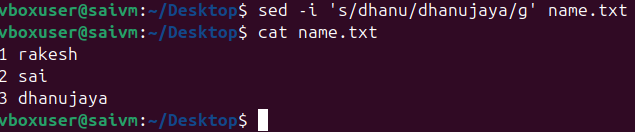 vboxuser@saivm:~/Desktop$ sed -i 's/dhanu/dhanujaya/g' name.txt
vboxuser@saivm:~/Desktop$ cat name.txt
1 rakesh
2 sai
3 dhanujaya
vboxuser@saivm:~/Desktop$